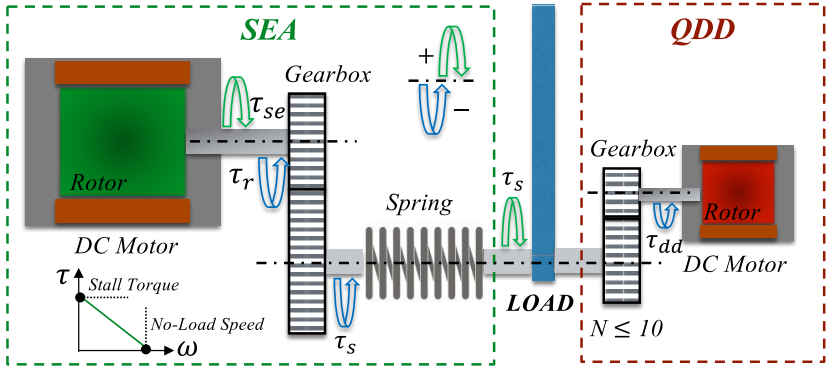 SEA
QDD
Gearbox
+
−
τse
τr
Rotor
DC Motor
Spring
τs
τs
LOAD
Gearbox
Rotor
τdd
DC Motor
N ≤ 10
τ
Stall Torque
No-Load Speed
ω